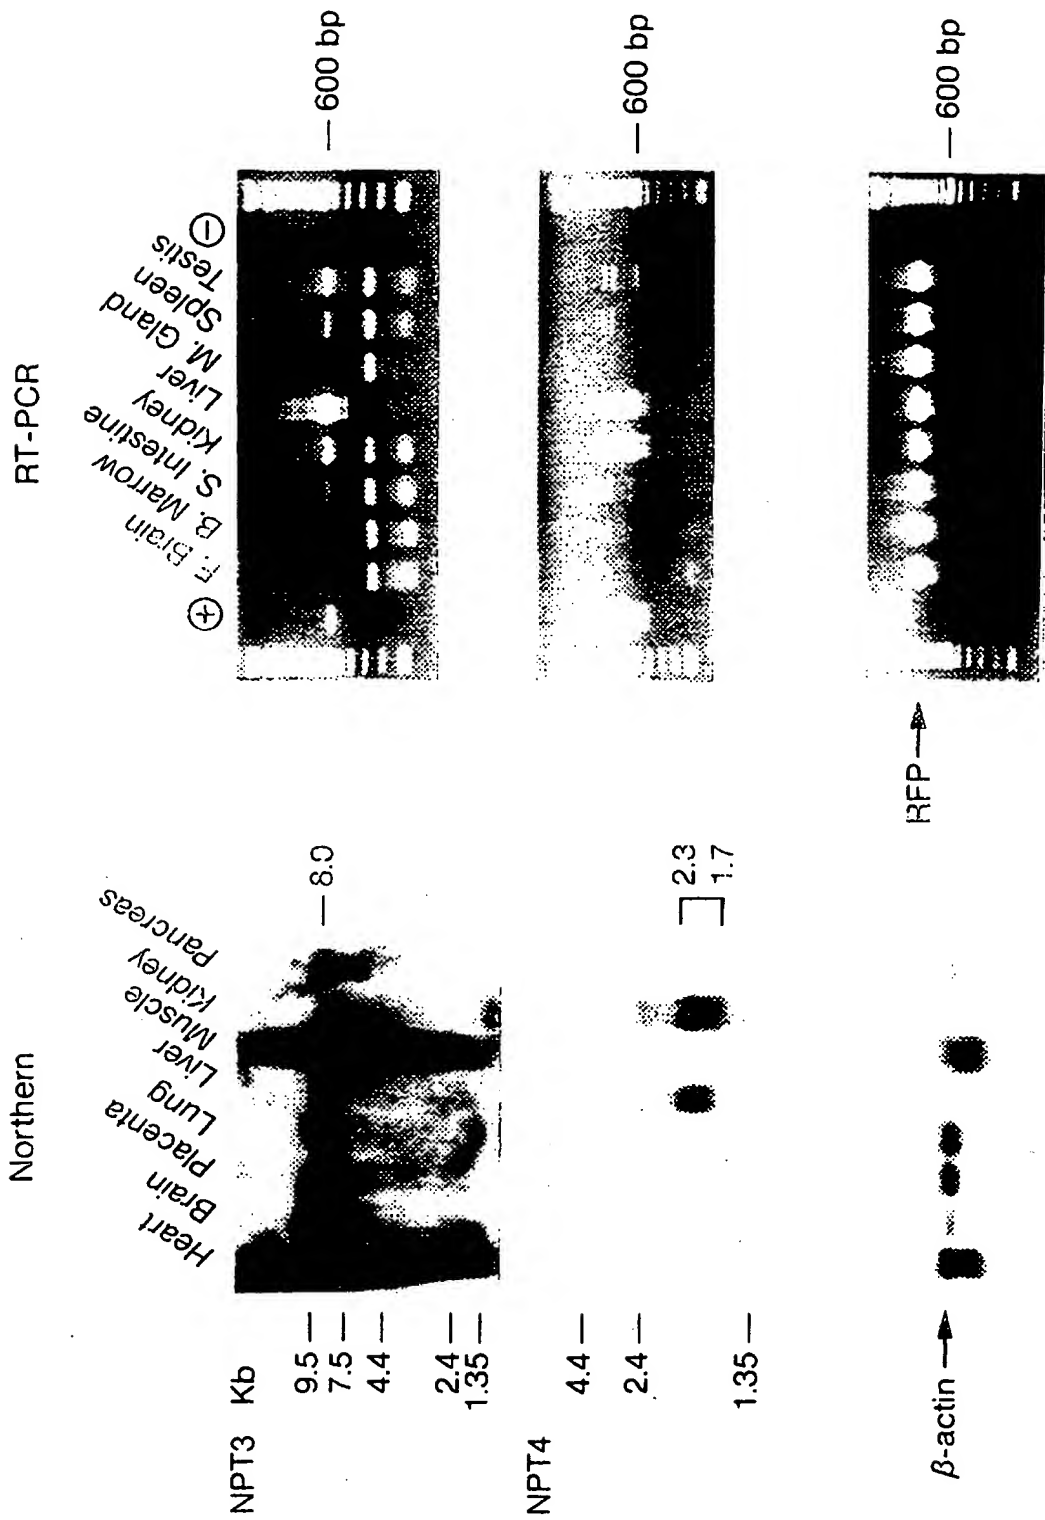 Northern
RT-PCR
Heart
Brain
Placenta
Lung
Liver
Muscle
Kidney
Pancreas
+
F. Brain
B. Marrow
S. Intestine
Kidney
Liver
M. Gland
Spleen
Testis
−
NPT3
Kb
9.5 —
7.5 —
4.4 —
2.4 —
1.35 —
— 8.0
— 600 bp
NPT4
4.4 —
2.4 —
1.35 —
2.3
1.7
— 600 bp
β-actin →
RFP →
— 600 bp